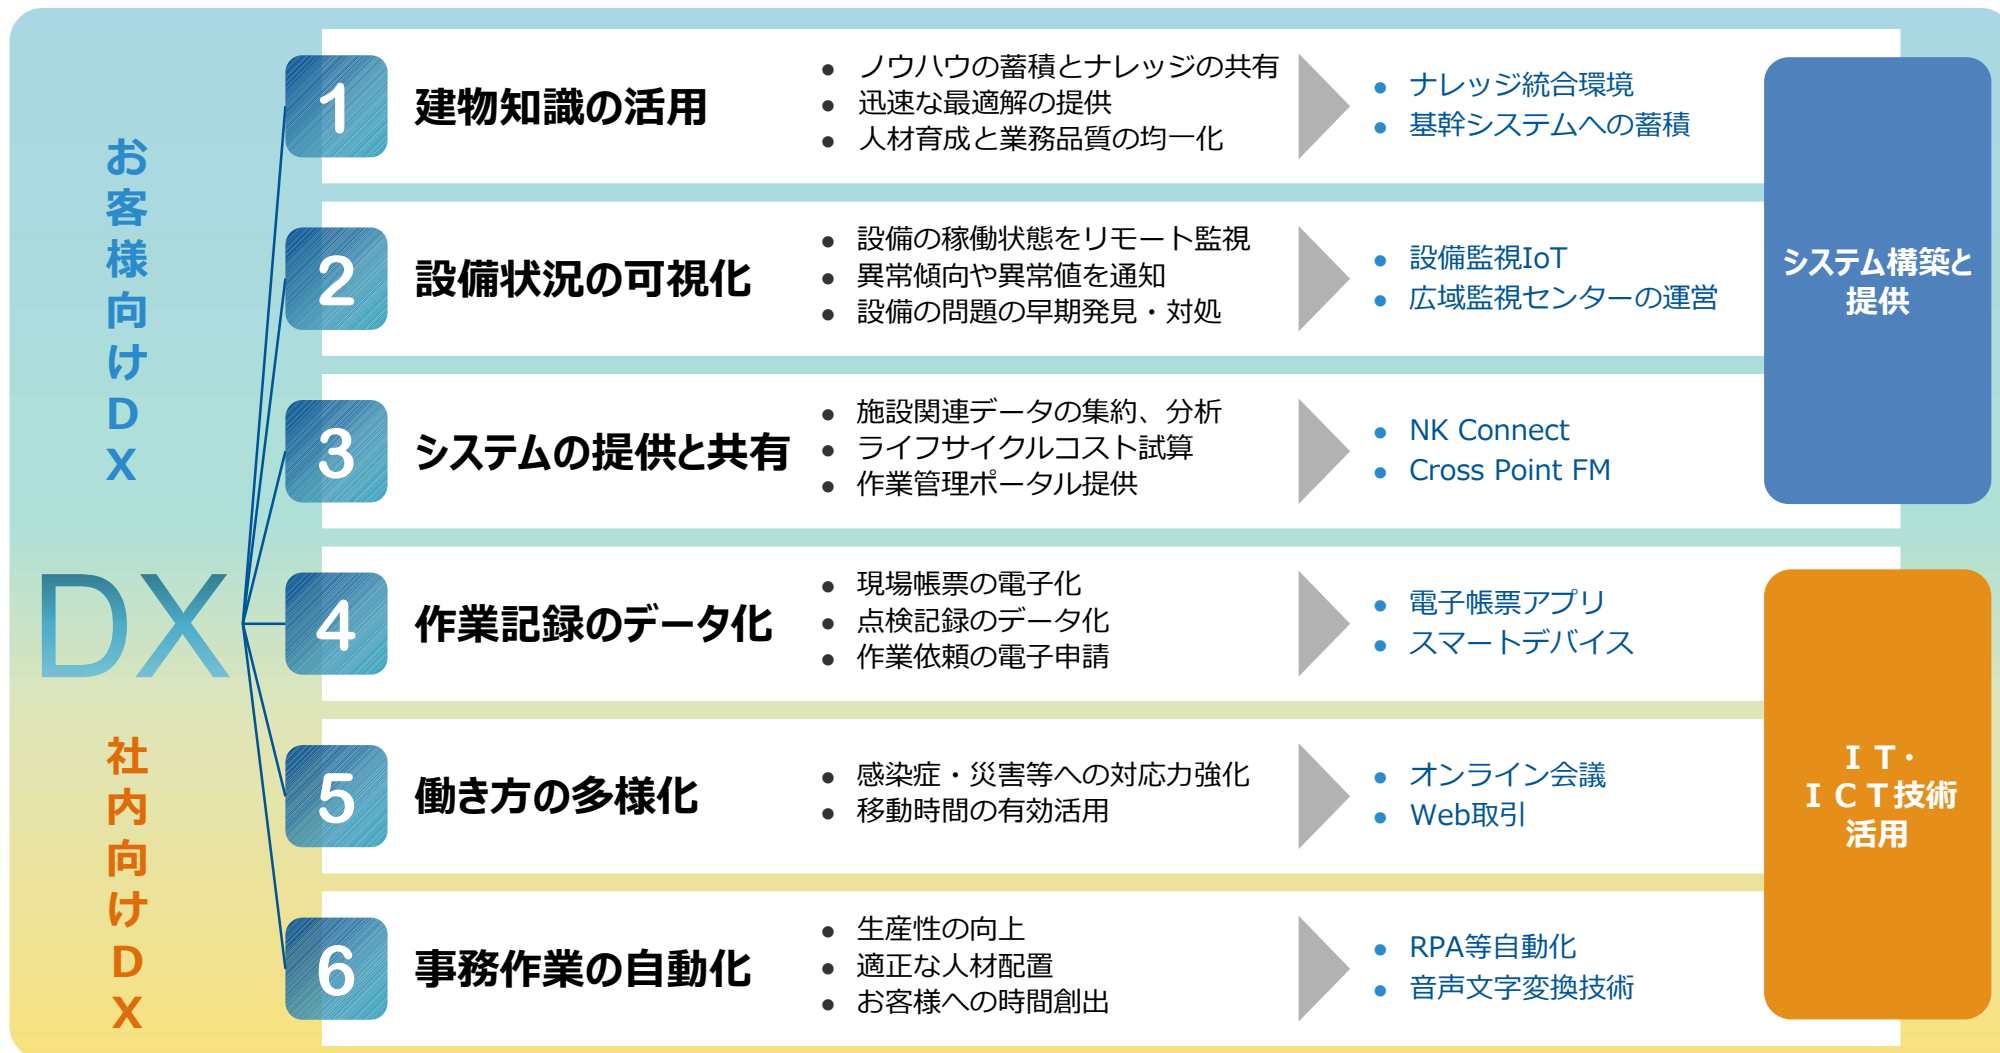 お客様向けDX
DX
社内向けDX
1
建物知識の活用
● ノウハウの蓄積とナレッジの共有
● 迅速な最適解の提供
● 人材育成と業務品質の均一化
● ナレッジ統合環境
● 基幹システムへの蓄積
2
設備状況の可視化
● 設備の稼働状態をリモート監視
● 異常傾向や異常値を通知
● 設備の問題の早期発見・対処
● 設備監視IoT
● 広域監視センターの運営
3
システムの提供と共有
● 施設関連データの集約、分析
● ライフサイクルコスト試算
● 作業管理ポータル提供
● NK Connect
● Cross Point FM
システム構築と
提供
4
作業記録のデータ化
● 現場帳票の電子化
● 点検記録のデータ化
● 作業依頼の電子申請
● 電子帳票アプリ
● スマートデバイス
5
働き方の多様化
● 感染症・災害等への対応力強化
● 移動時間の有効活用
● オンライン会議
● Web取引
6
事務作業の自動化
● 生産性の向上
● 適正な人材配置
● お客様への時間創出
● RPA等自動化
● 音声文字変換技術
ＩＴ・
ＩＣＴ技術
活用